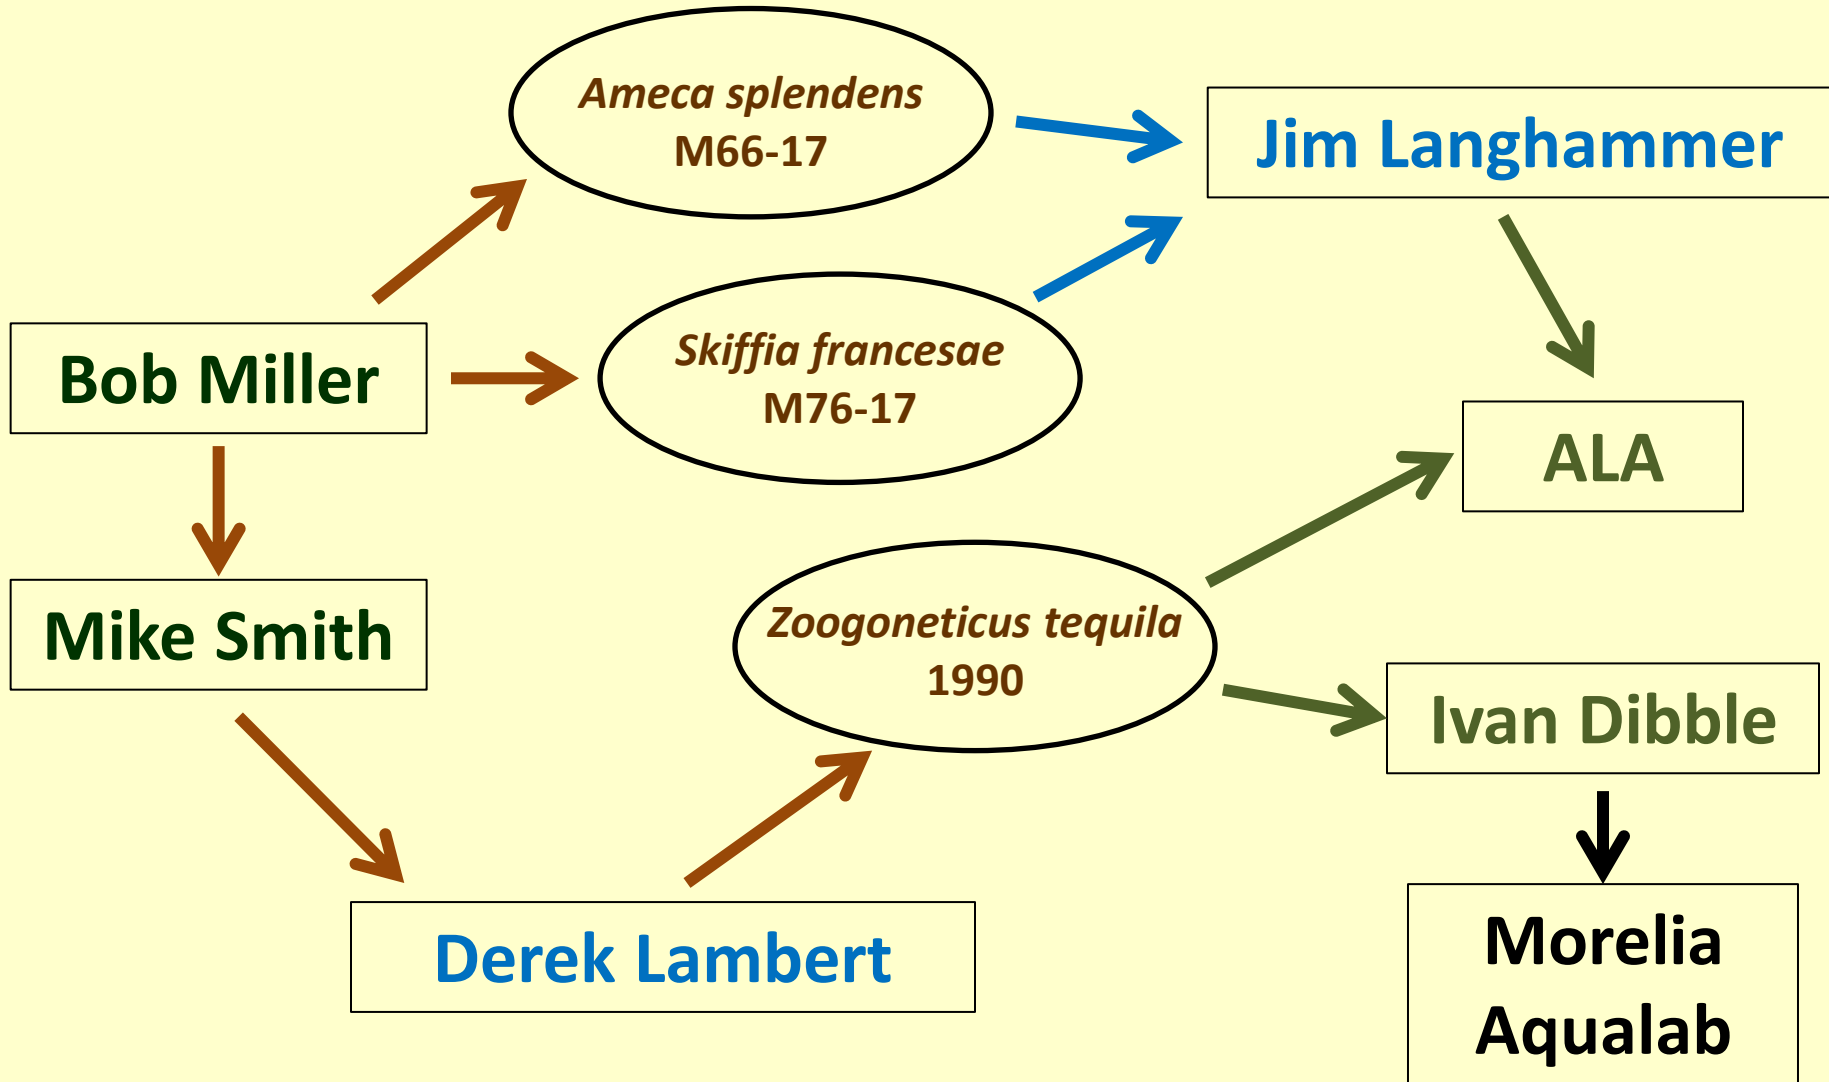 Ameca splendens
M66-17
Jim Langhammer
Bob Miller
Skiffia francesae
M76-17
ALA
Mike Smith
Zoogoneticus tequila
1990
Ivan Dibble
Derek Lambert
Morelia
Aqualab